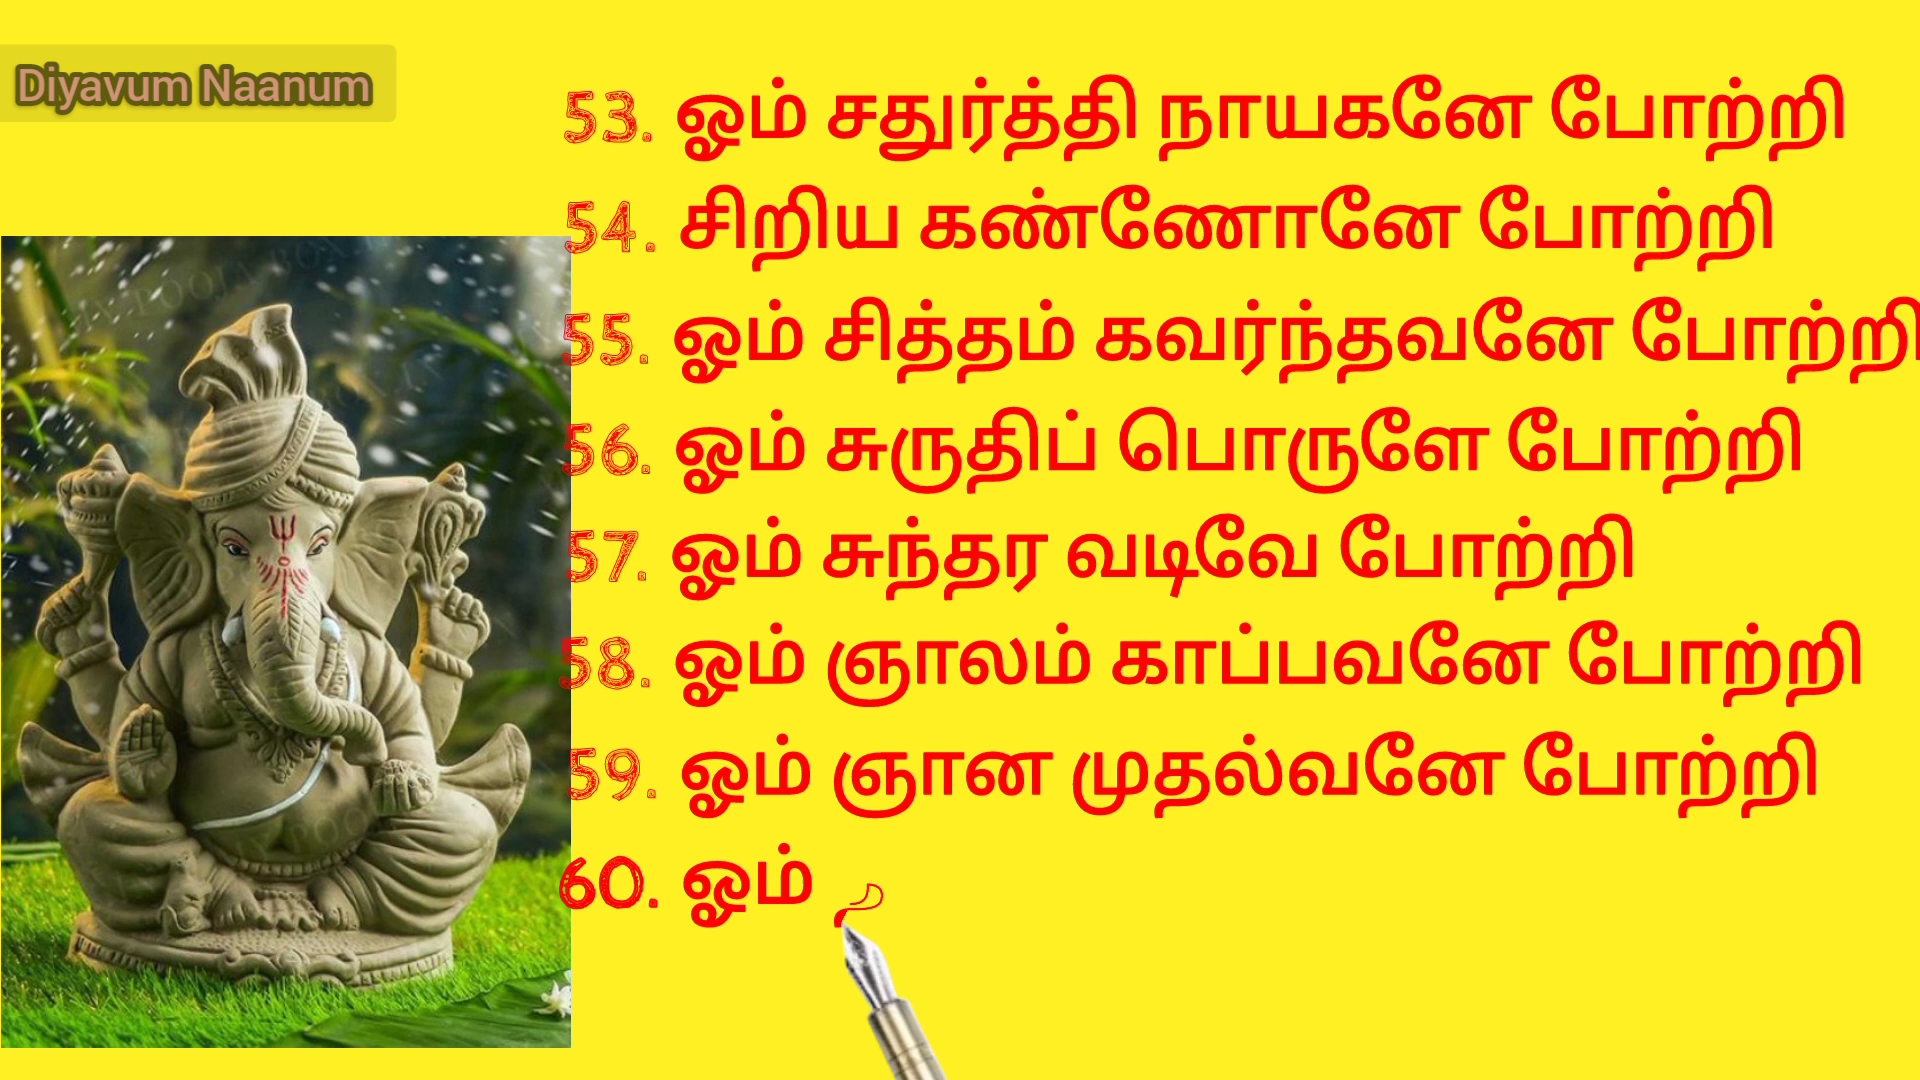 Diyavum Naanum
53. ஓம் சதுர்த்தி நாயகனே போற்றி
54. சிறிய கண்ணோனே போற்றி
55. ஓம் சித்தம் கவர்ந்தவனே போற்றி
56. ஓம் சுருதிப் பொருளே போற்றி
57. ஓம் சுந்தர வடிவே போற்றி
58. ஓம் ஞாலம் காப்பவனே போற்றி
59. ஓம் ஞான முதல்வனே போற்றி
60. ஓம்